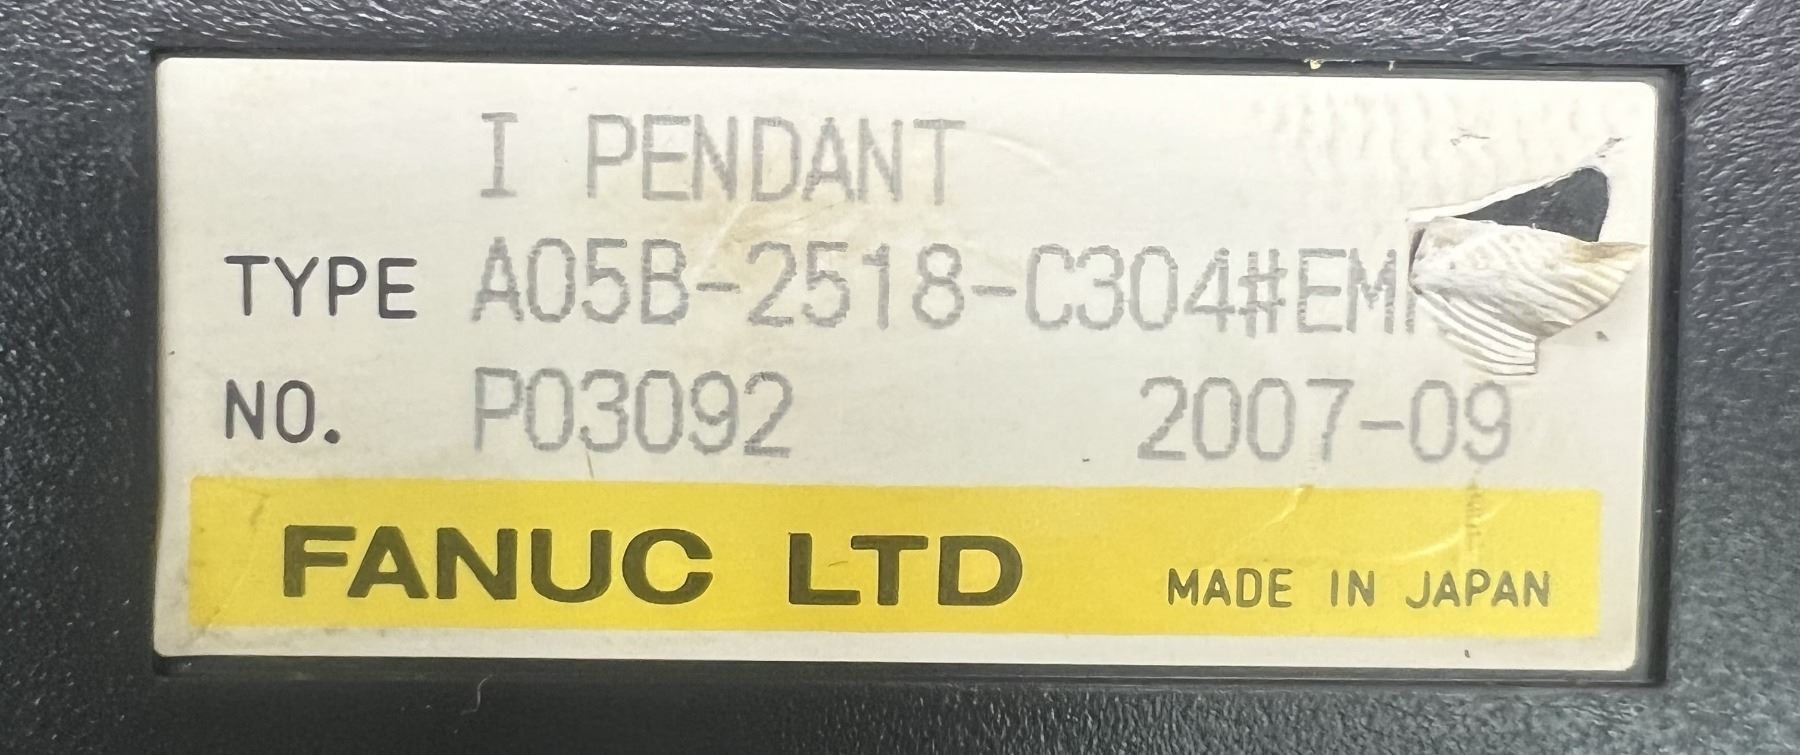 I PENDANT
TYPE A05B-2518-C304#EM
NO. P03092 2007-09
FANUC LTD MADE IN JAPAN